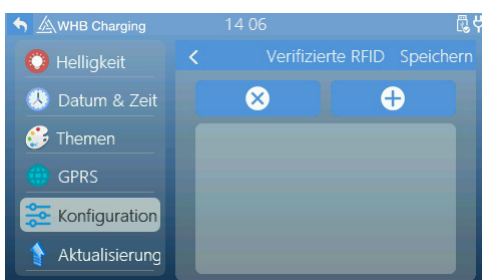 WHB Charging 14 06
Verifizierte RFID Speichern
Helligkeit
Datum & Zeit
Themen
GPRS
Konfiguration
Aktualisierung